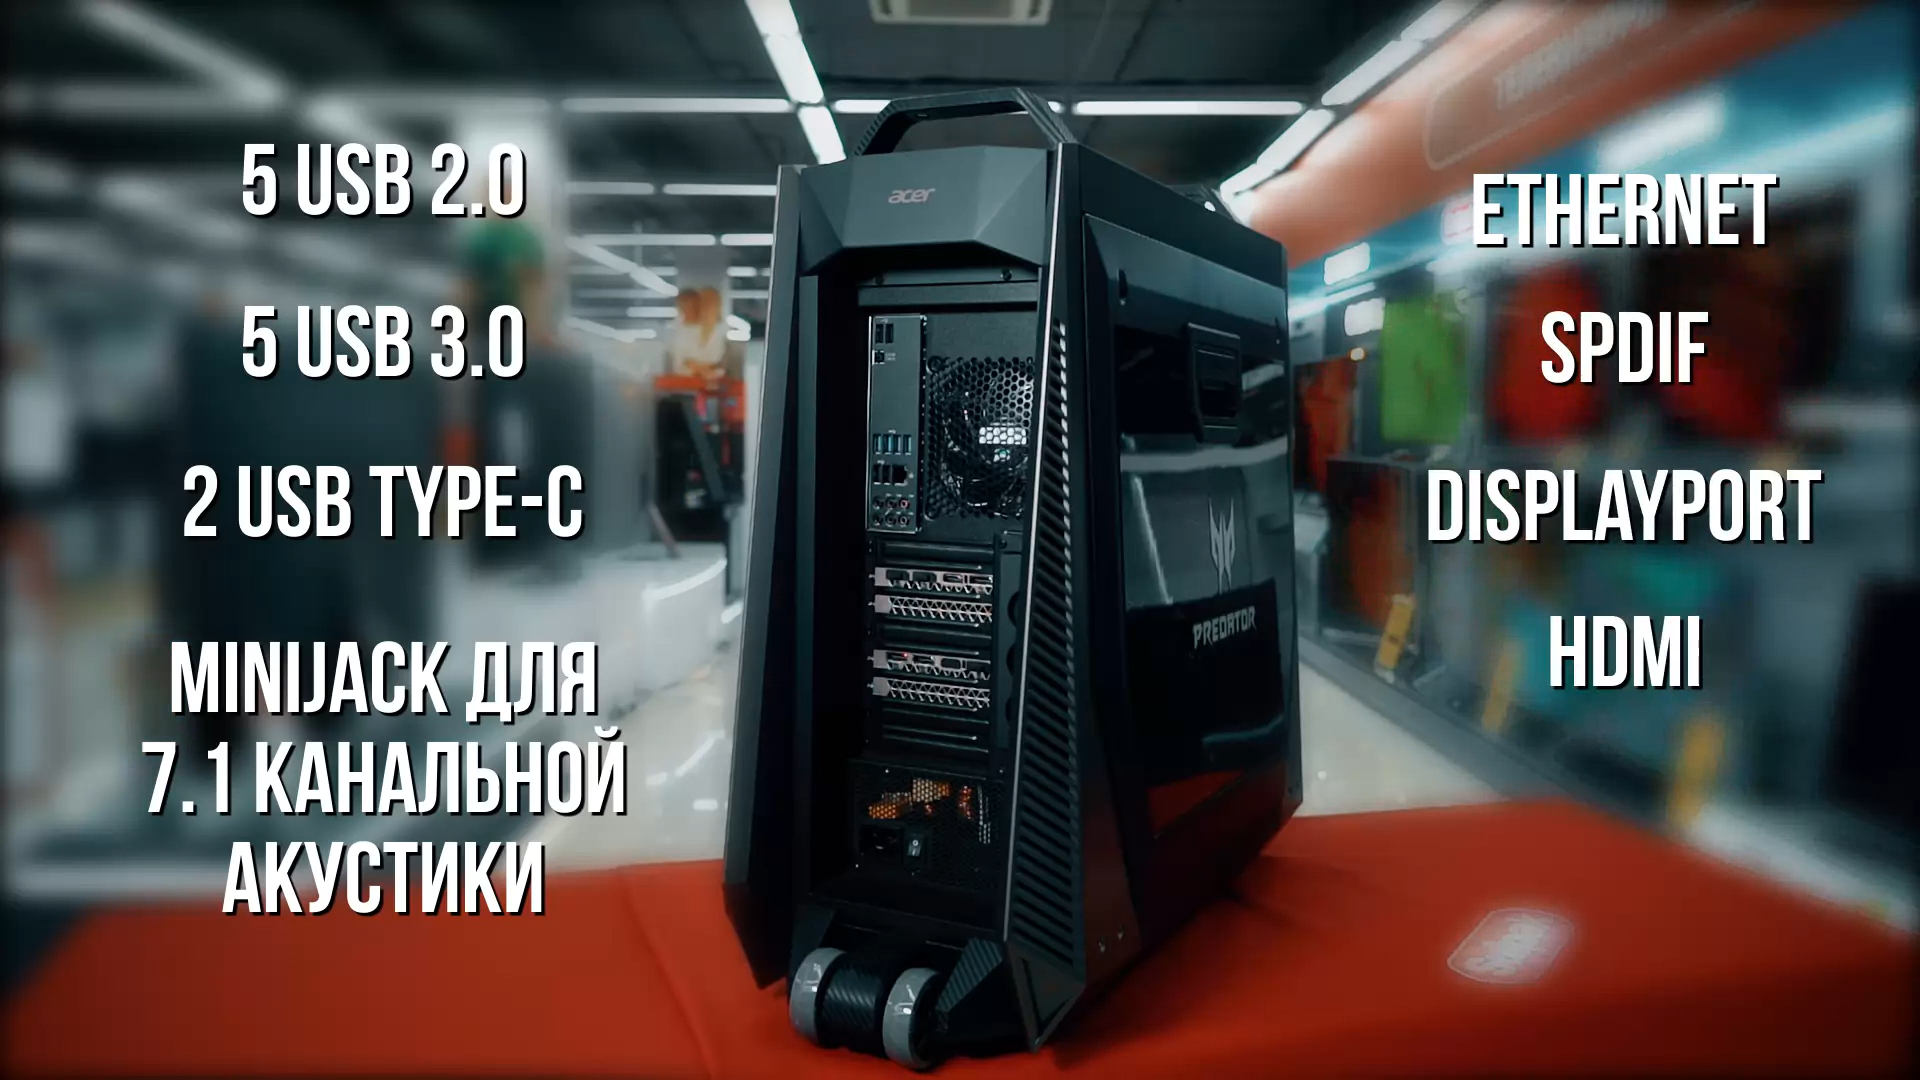 5 USB 2.0
5 USB 3.0
2 USB TYPE-C
MINIJACK ДЛЯ
7.1 КАНАЛЬНОЙ
АКУСТИКИ
acer
PREDATOR
ETHERNET
SPDIF
DISPLAYPORT
HDMI